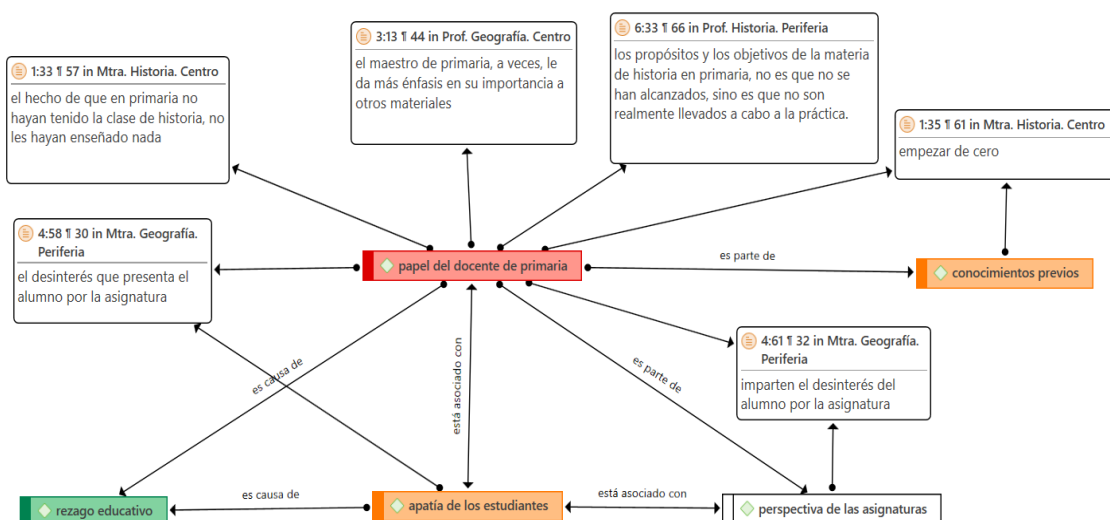 3:13 ¶ 44 in Prof. Geografía. Centro
el maestro de primaria, a veces, le
da más énfasis en su importancia a
otros materiales
6:33 ¶ 66 in Prof. Historia. Periferia
los propósitos y los objetivos de la materia
de historia en primaria, no es que no se
han alcanzados, sino es que no son
realmente llevados a cabo a la práctica.
1:33 ¶ 57 in Mtra. Historia. Centro
el hecho de que en primaria no
hayan tenido la clase de historia, no
les hayan enseñado nada
1:35 ¶ 61 in Mtra. Historia. Centro
empezar de cero
4:58 ¶ 30 in Mtra. Geografía.
Periferia
el desinterés que presenta el
alumno por la asignatura
papel del docente de primaria
es parte de
conocimientos previos
4:61 ¶ 32 in Mtra. Geografía.
Periferia
imparten el desinterés del
alumno por la asignatura
es causa de
está asociado con
es parte de
rezago educativo
es causa de
apatía de los estudiantes
está asociado con
perspectiva de las asignaturas